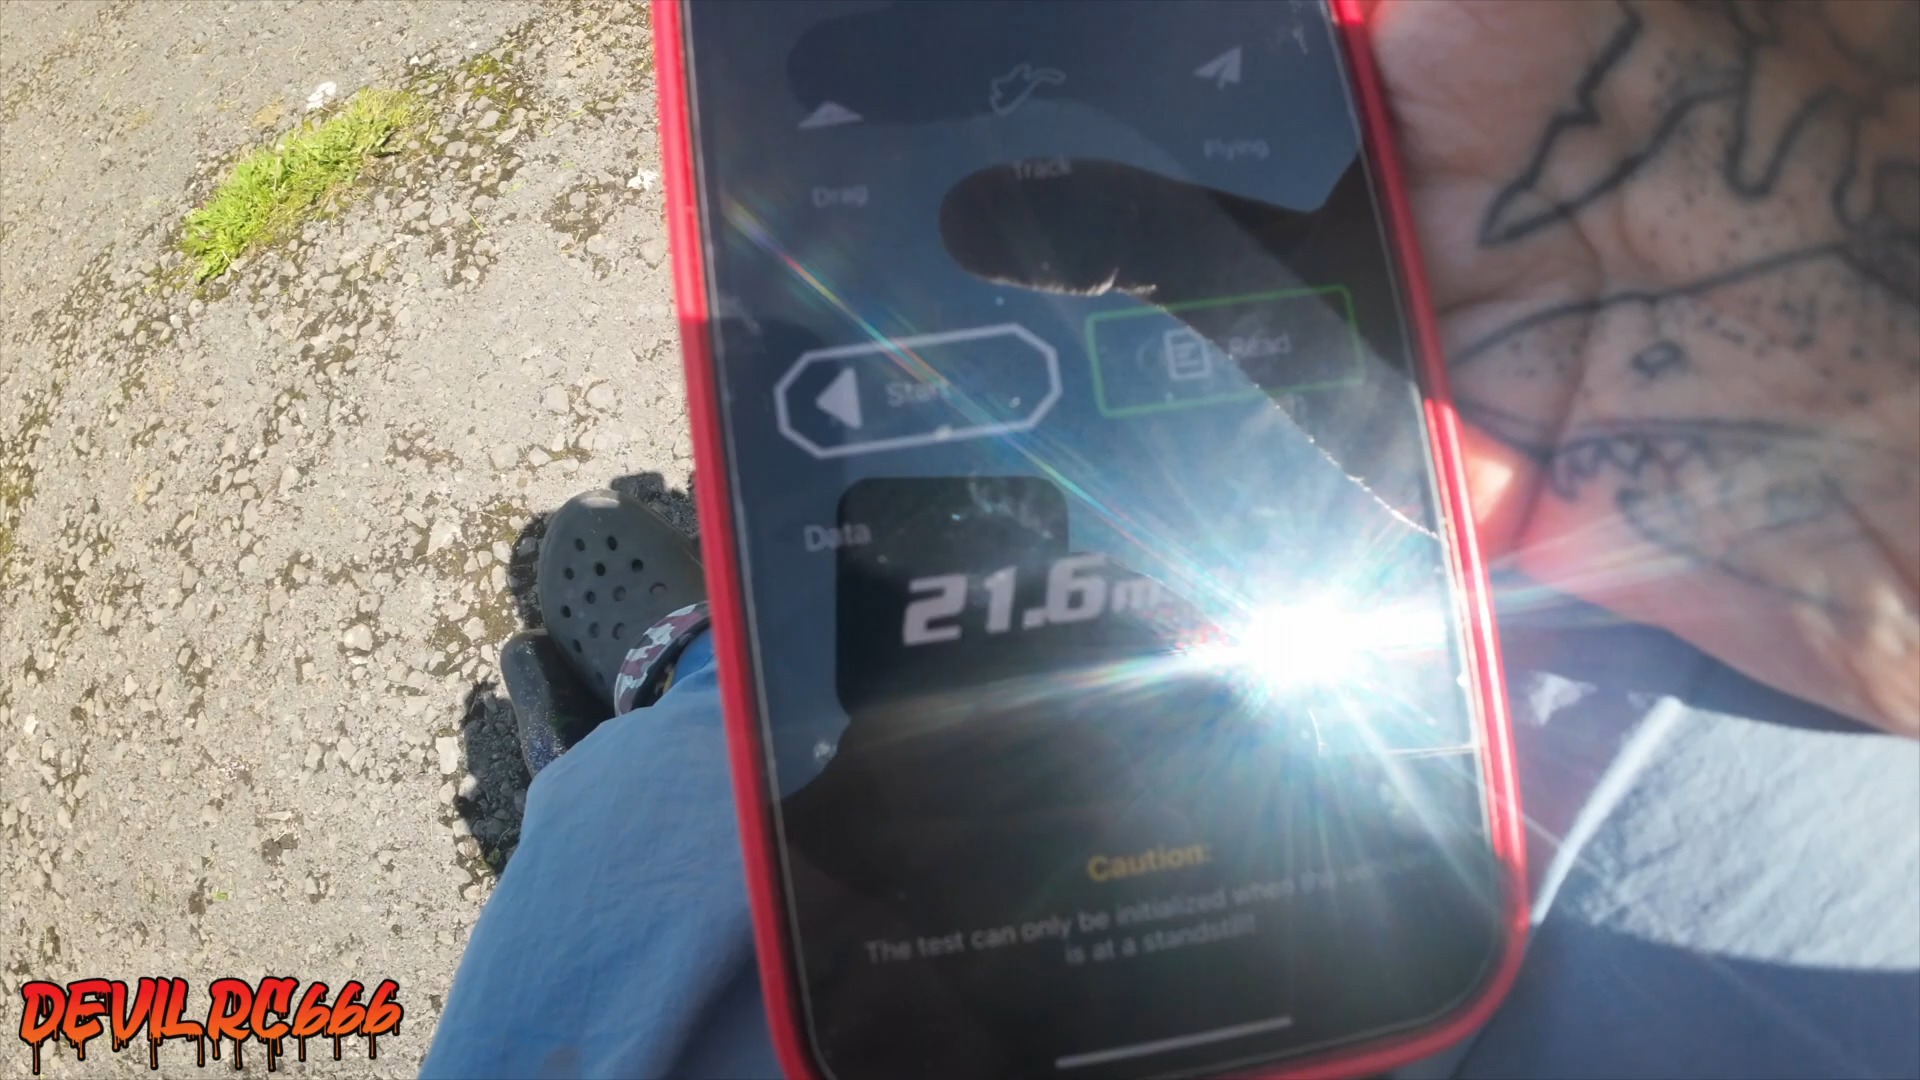 Drag
Track
Flying
Start
Read
Data
21.6m
Caution:
The test can only be initialized when the
is at a standstill!
DEVILRC666